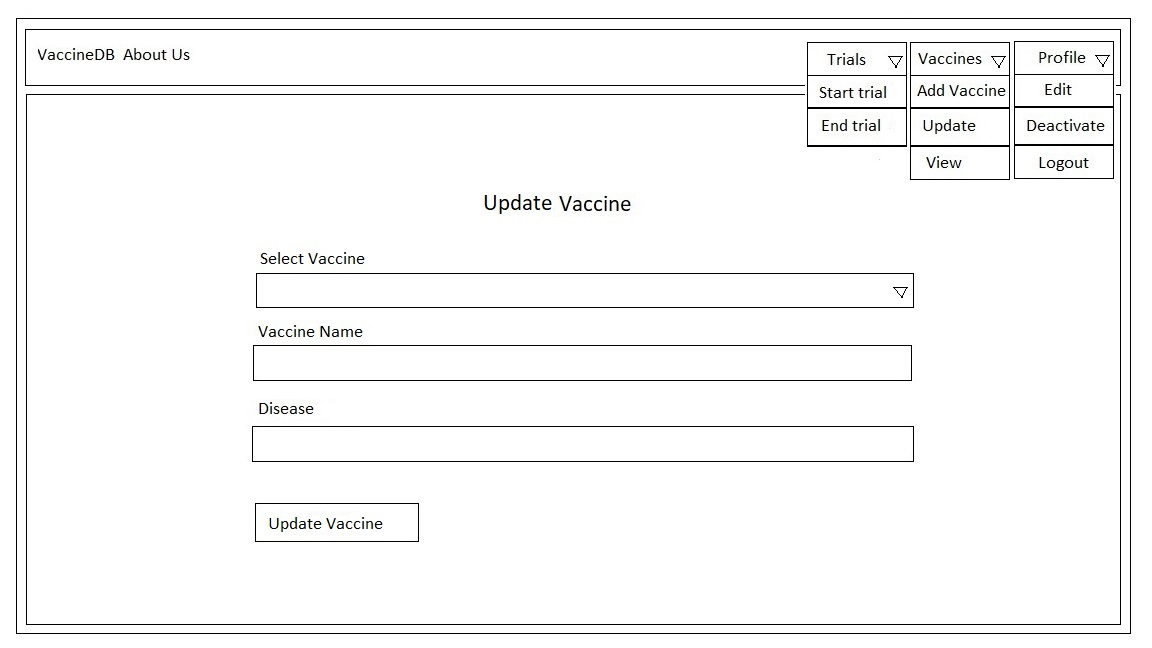 VaccineDB About Us
Trials
Start trial
End trial
Vaccines
Add Vaccine
Update
View
Profile
Edit
Deactivate
Logout
Update Vaccine
Select Vaccine
Vaccine Name
Disease
Update Vaccine